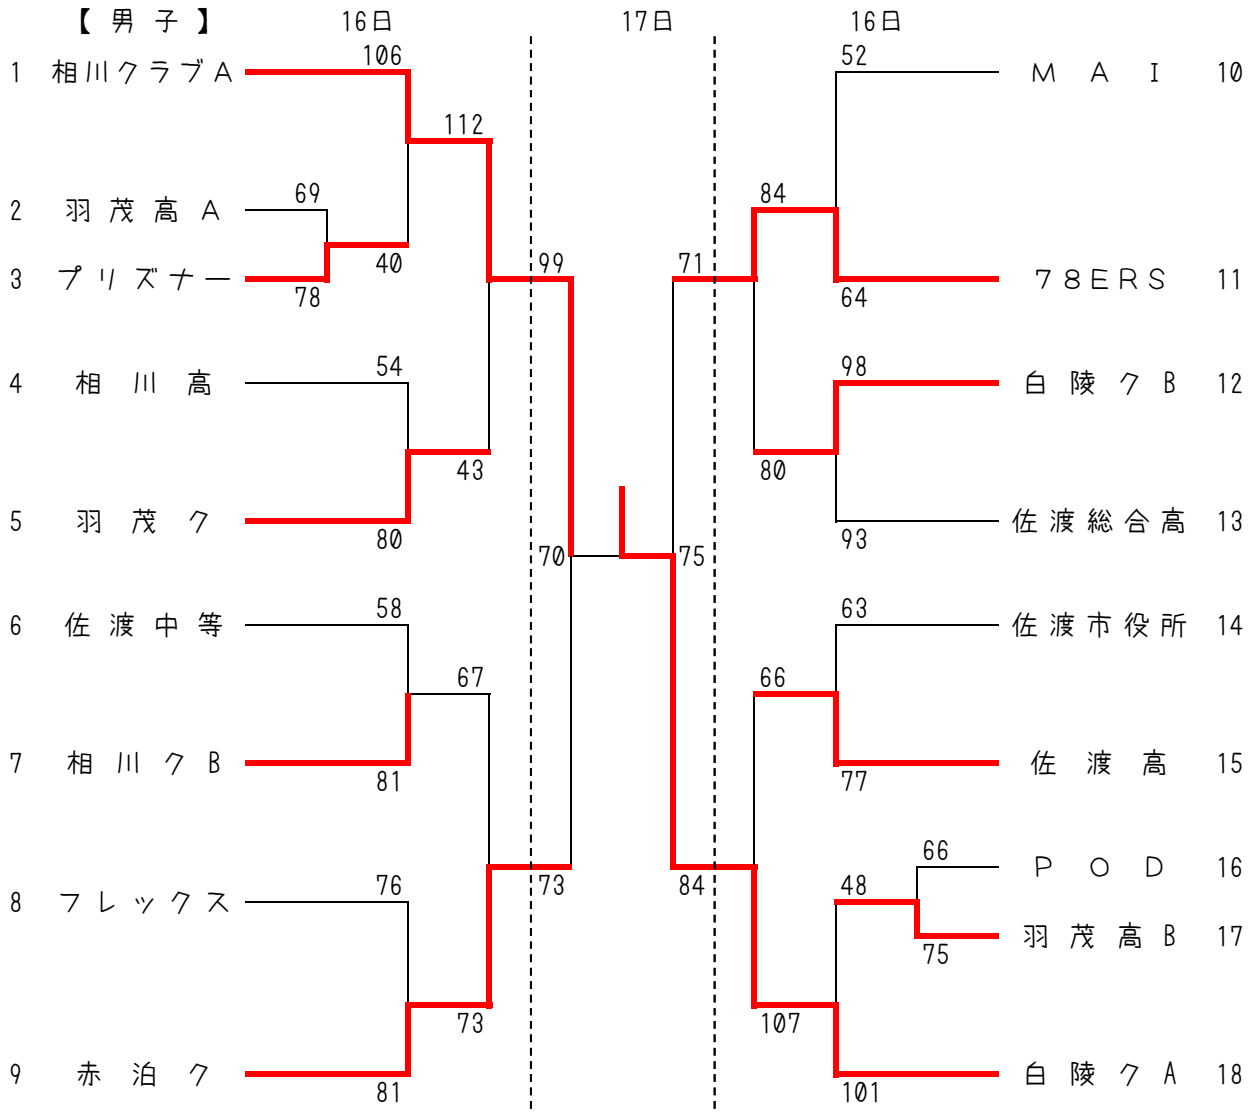 【 男 子 】 16日 17日 16日
106 52
1 相川クラブA MAI 10
112
69 84
2 羽茂高A
40 99 71
3 プリズナー 78ERS 11
78 64
54 98
4 相川高 白陵クB 12
43 80
5 羽茂ク 佐渡総合高 13
80 93
70 75
58 63
6 佐渡中等 佐渡市役所 14
67 66
7 相川クB 佐渡高 15
81 77
66
POD 16
76 73 84 48
8 フレックス
羽茂高B 17
75
73 107
9 赤泊ク 白陵クA 18
81 101